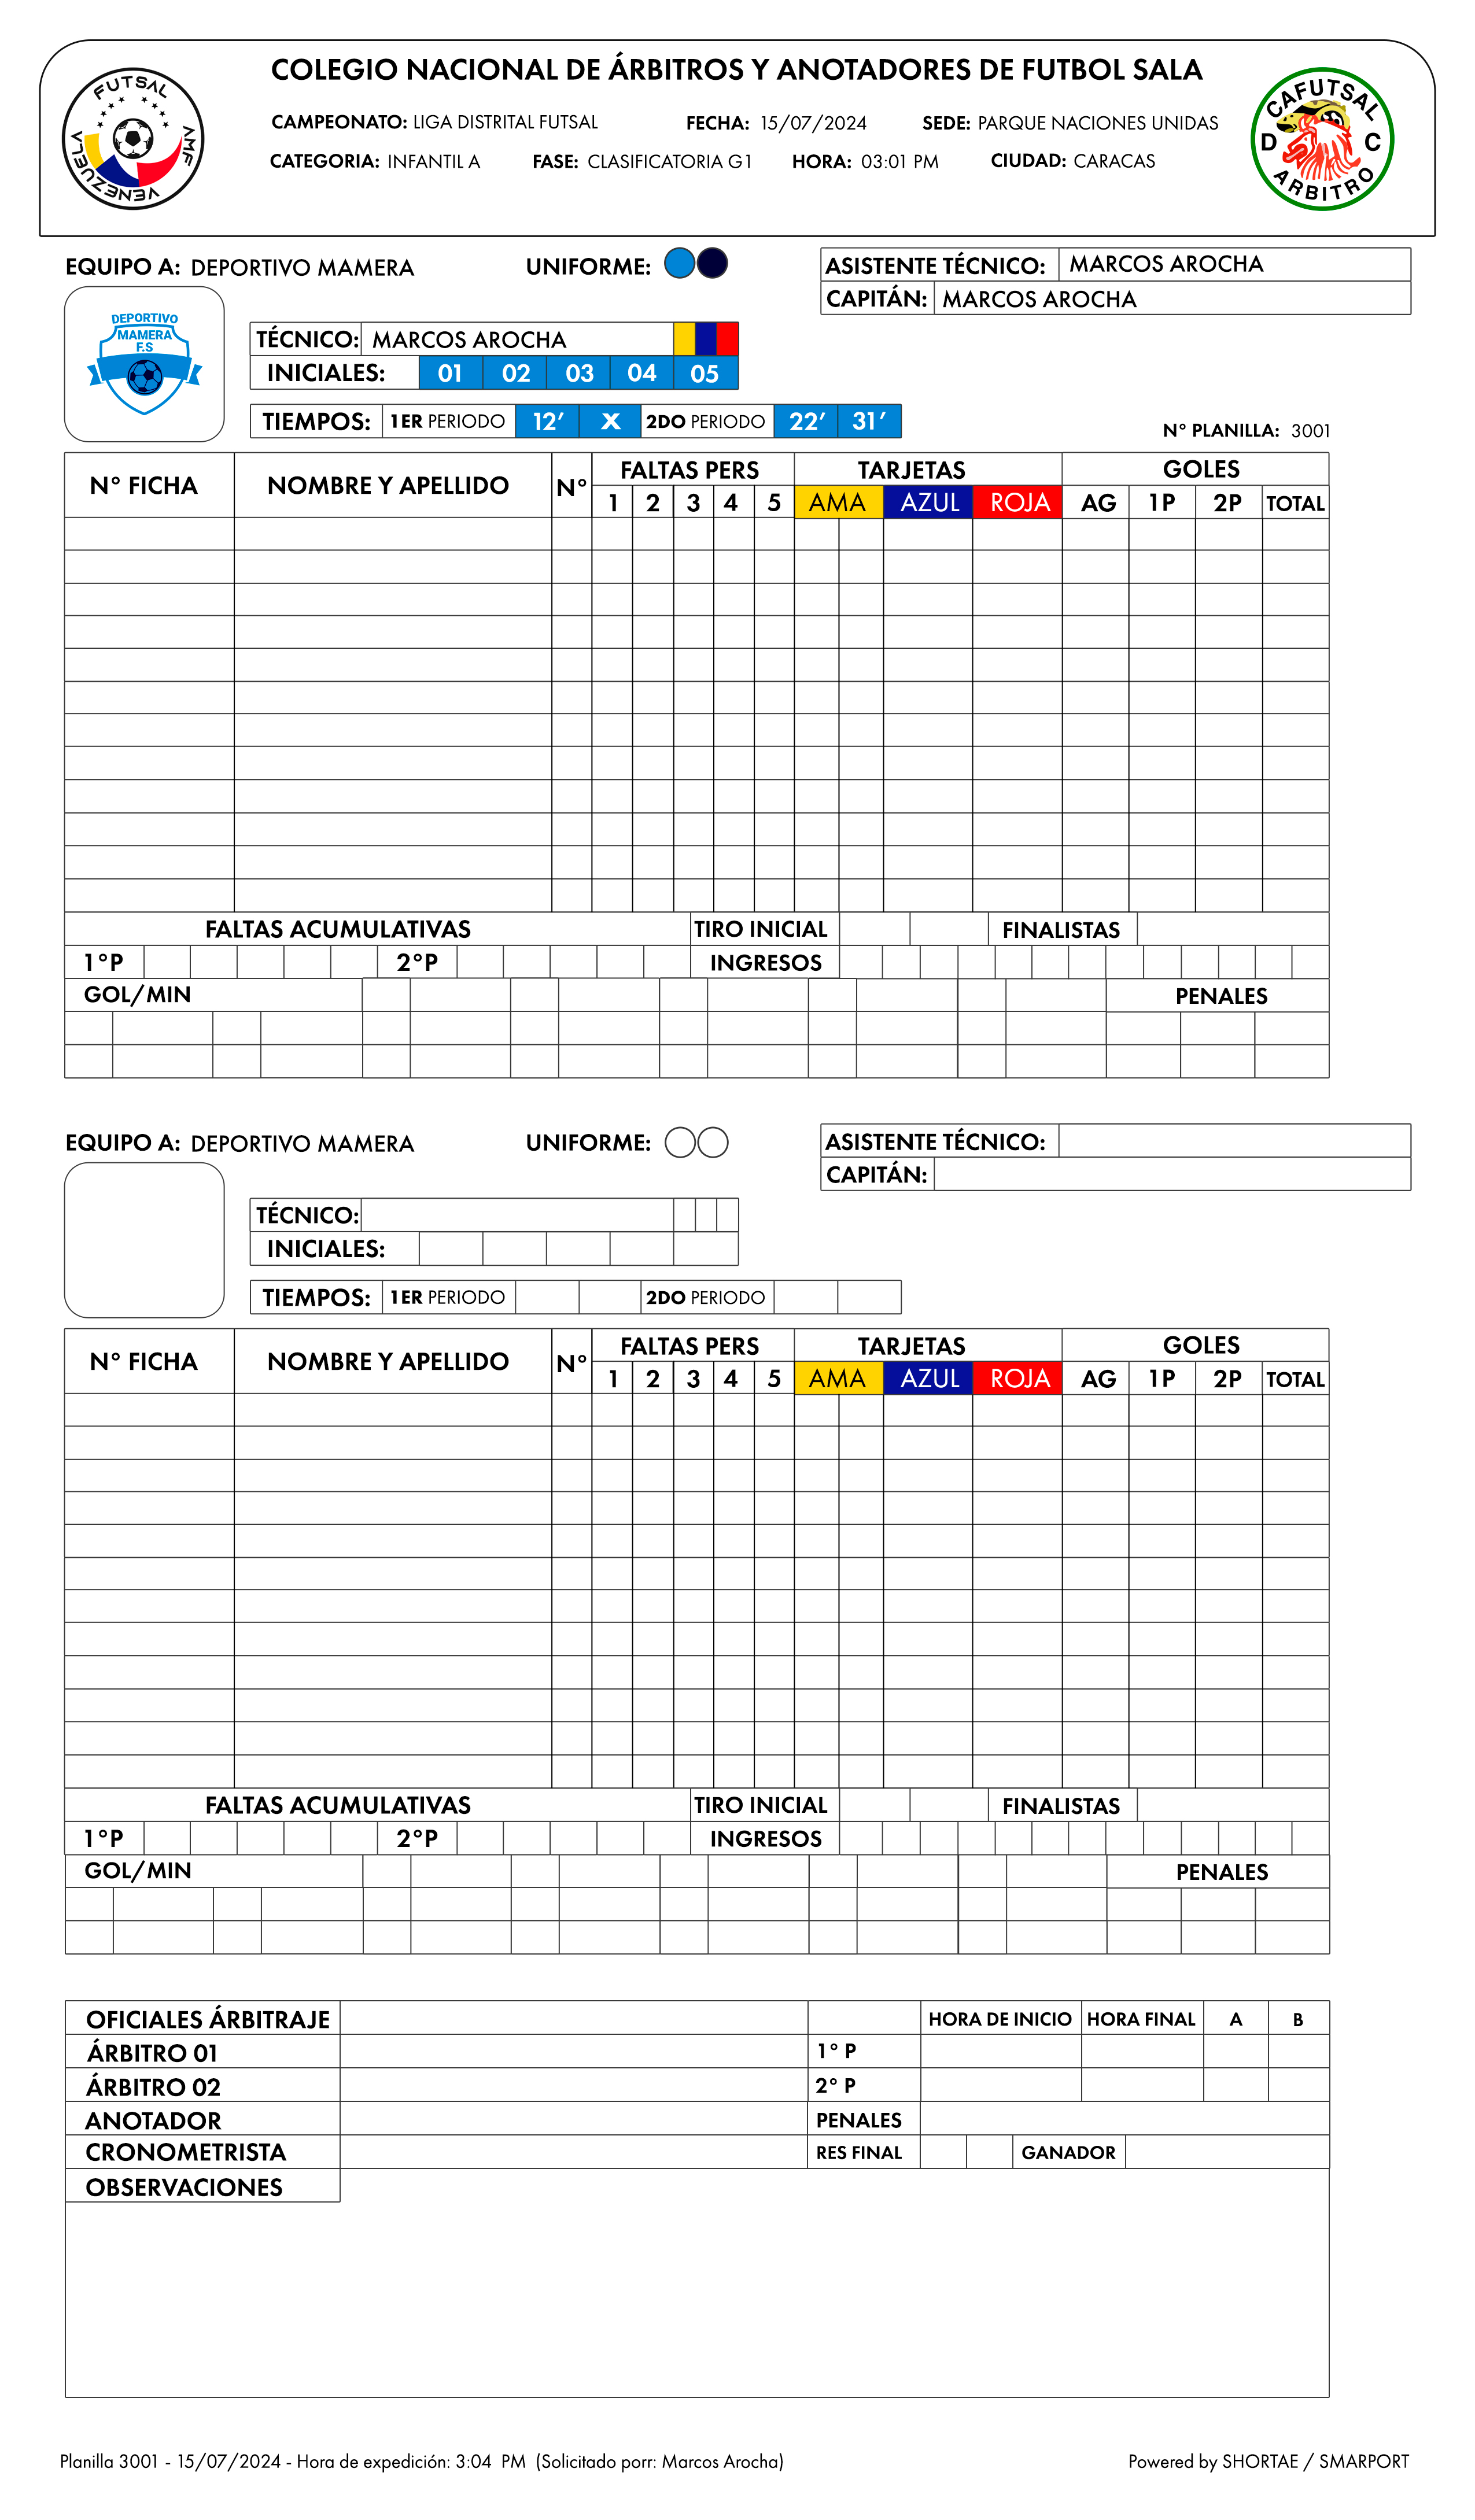 COLEGIO NACIONAL DE ÁRBITROS Y ANOTADORES DE FUTBOL SALA
FUTSAL
AMF
VENEZUELA
CAFUTSAL
D C
ARBITRO
CAMPEONATO: LIGA DISTRITAL FUTSAL FECHA: 15/07/2024 SEDE: PARQUE NACIONES UNIDAS
CATEGORIA: INFANTIL A FASE: CLASIFICATORIA G1 HORA: 03:01 PM CIUDAD: CARACAS
EQUIPO A: DEPORTIVO MAMERA UNIFORME: ASISTENTE TÉCNICO: MARCOS AROCHA
CAPITÁN: MARCOS AROCHA
DEPORTIVO
MAMERA
F.S
TÉCNICO: MARCOS AROCHA
INICIALES: 01 02 03 04 05
TIEMPOS: 1ER PERIODO 12’ X 2DO PERIODO 22’ 31’
N° PLANILLA: 3001
N° FICHA NOMBRE Y APELLIDO N° FALTAS PERS TARJETAS GOLES
1 2 3 4 5 AMA AZUL ROJA AG 1P 2P TOTAL
FALTAS ACUMULATIVAS TIRO INICIAL FINALISTAS
1°P 2°P INGRESOS
GOL/MIN PENALES
EQUIPO A: DEPORTIVO MAMERA UNIFORME: ASISTENTE TÉCNICO:
CAPITÁN:
TÉCNICO:
INICIALES:
TIEMPOS: 1ER PERIODO 2DO PERIODO
N° FICHA NOMBRE Y APELLIDO N° FALTAS PERS TARJETAS GOLES
1 2 3 4 5 AMA AZUL ROJA AG 1P 2P TOTAL
FALTAS ACUMULATIVAS TIRO INICIAL FINALISTAS
1°P 2°P INGRESOS
GOL/MIN PENALES
OFICIALES ÁRBITRAJE HORA DE INICIO HORA FINAL A B
ÁRBITRO 01 1° P
ÁRBITRO 02 2° P
ANOTADOR PENALES
CRONOMETRISTA RES FINAL GANADOR
OBSERVACIONES
Planilla 3001 - 15/07/2024 - Hora de expedición: 3:04 PM (Solicitado porr: Marcos Arocha) Powered by SHORTAE / SMARPORT